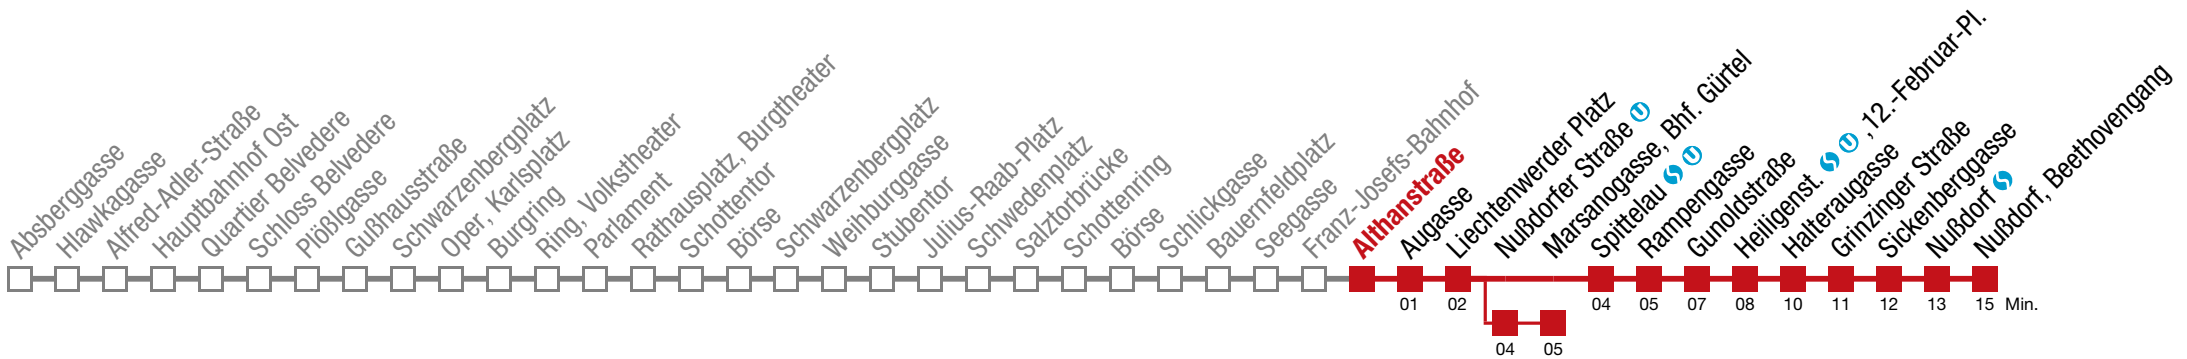 Absberggasse
Hlawkagasse
Alfred-Adler-Straße
Hauptbahnhof Ost
Quartier Belvedere
Schloss Belvedere
Plößlgasse
Gußhausstraße
Schwarzenbergplatz
Oper, Karlsplatz
Burgring
Ring, Volkstheater
Parlament
Rathausplatz, Burgtheater
Schottentor
Börse
Schwarzenbergplatz
Weihburggasse
Stubentor
Julius-Raab-Platz
Schwedenplatz
Salztorbrücke
Schottenring
Börse
Schlickgasse
Bauernfeldplatz
Seegasse
Franz-Josefs-Bahnhof
Althanstraße
Augasse
Liechtenwerder Platz
Nußdorfer Straße U
Marsanogasse, Bhf. Gürtel
Spittelau S U
Rampengasse
Gunoldstraße
Heiligenst. S U ,12.-Februar-Pl.
Halteraugasse
Grinzinger Straße
Sickenberggasse
Nußdorf S
Nußdorf, Beethovengang
01 02 04 05 07 08 10 11 12 13 15 Min.
04 05